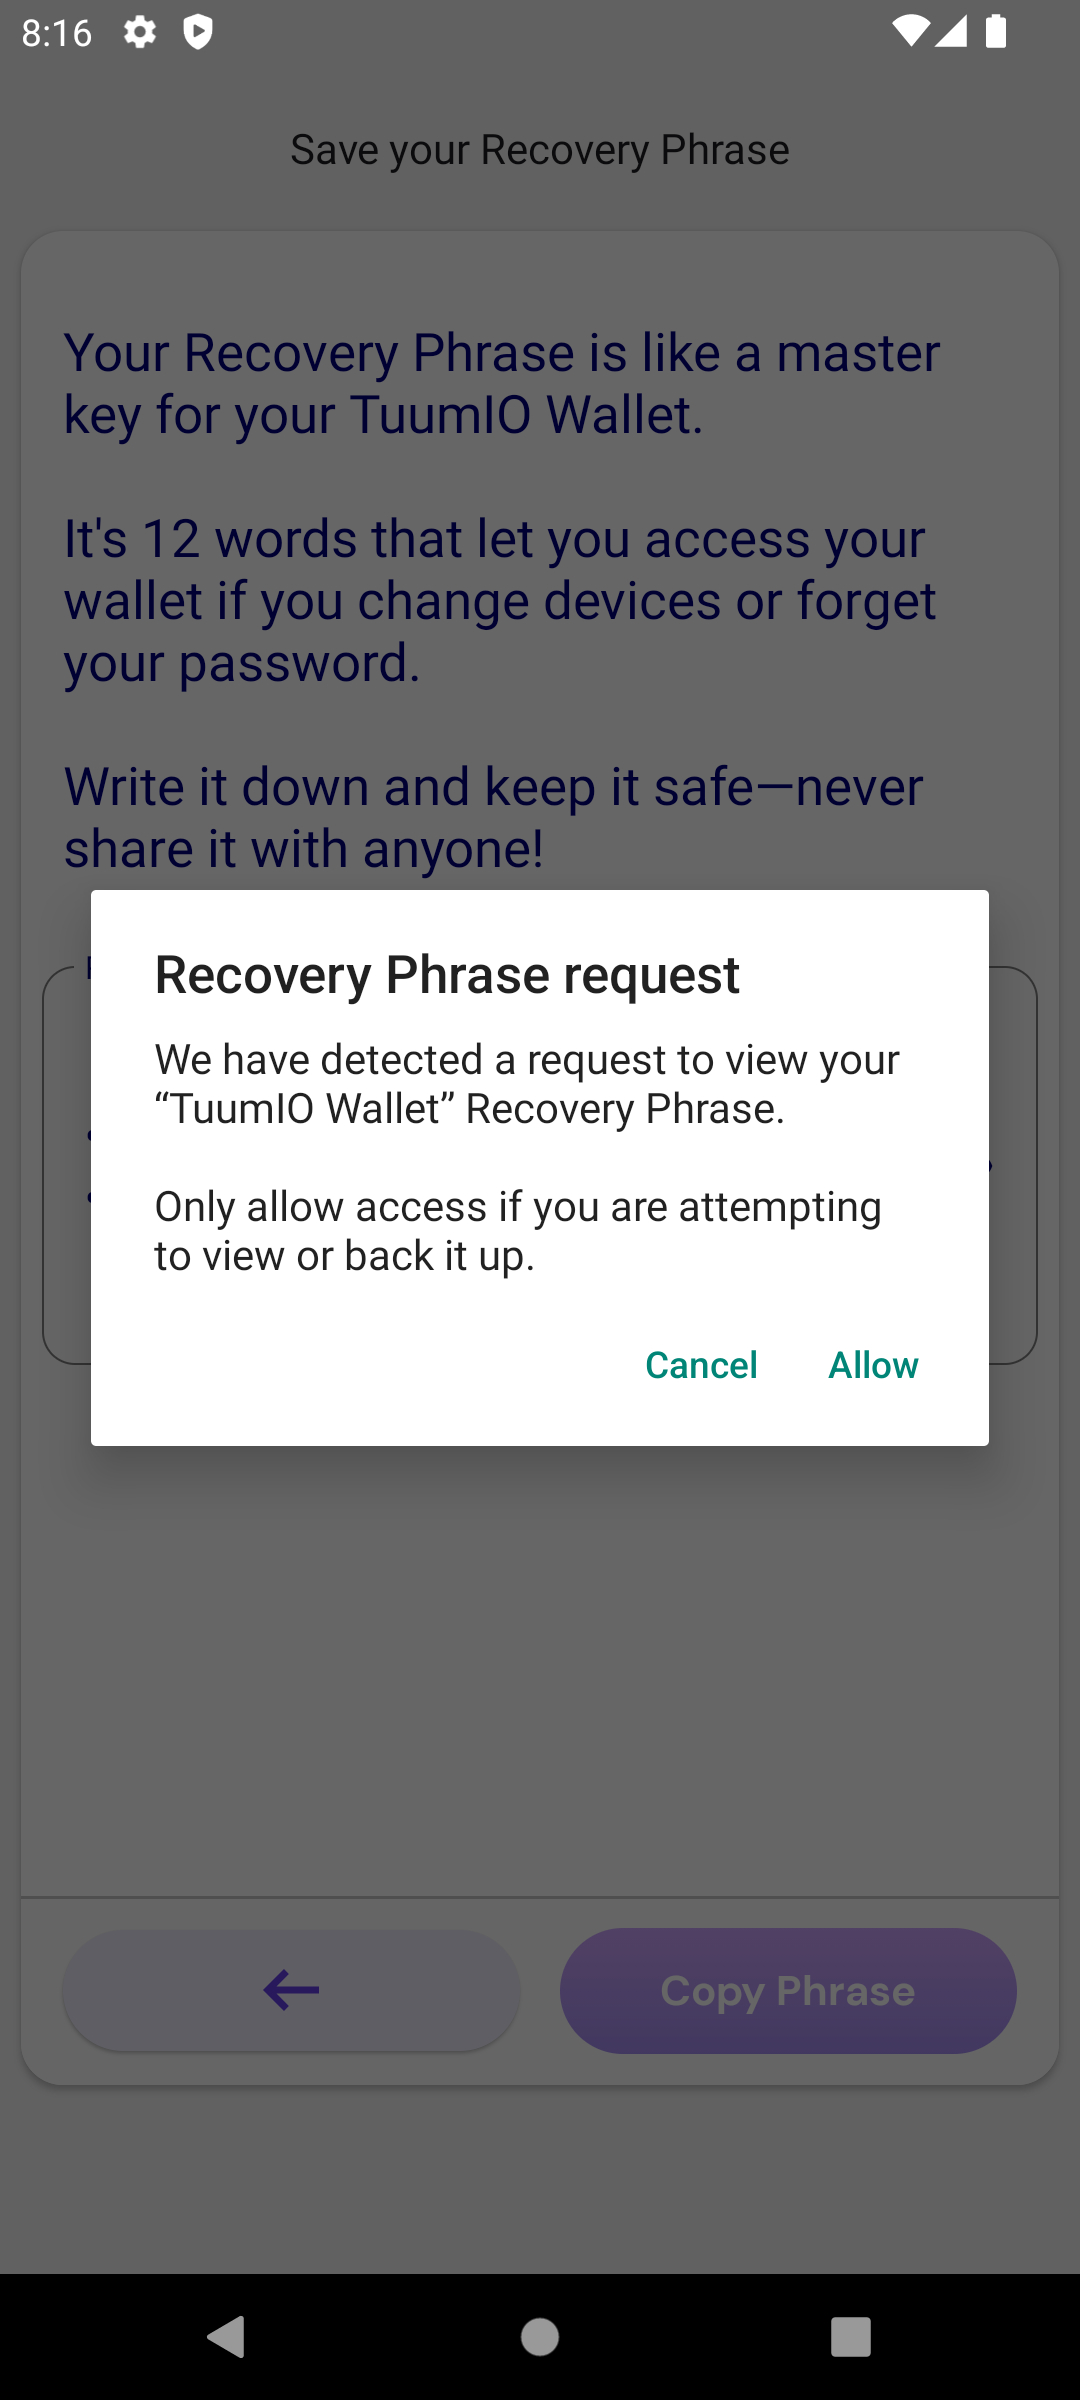 8:16
Save your Recovery Phrase
Your Recovery Phrase is like a master
key for your TuumIO Wallet.
It's 12 words that let you access your
wallet if you change devices or forget
your password.
Write it down and keep it safe—never
share it with anyone!
Recovery Phrase request
We have detected a request to view your
“TuumIO Wallet” Recovery Phrase.
Only allow access if you are attempting
to view or back it up.
Cancel
Allow
Copy Phrase